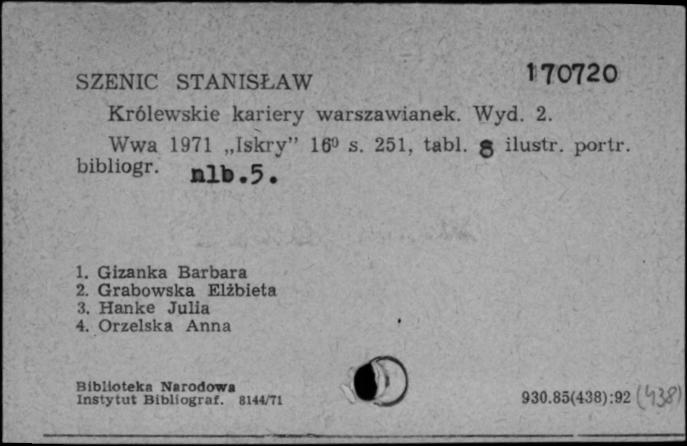 170720
SZENIC STANISŁAW
Królewskie kariery warszawianek. Wyd. 2.
Wwa 1971 „Iskry” 16⁰ s. 251, tabl. 8 ilustr. portr.
bibliogr. nlb.5.
1. Gizanka Barbara
2. Grabowska Elżbieta
3. Hanke Julia
4. Orzelska Anna
Biblioteka Narodowa
Instytut Bibliograf. 8144/71
930.85(438):92 (438)